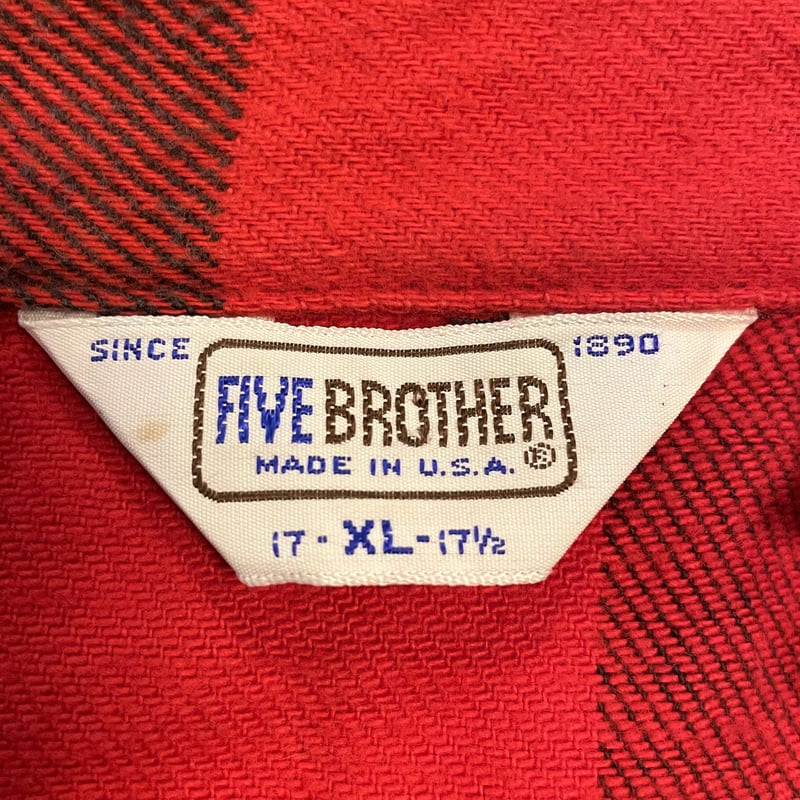 SINCE 1890
FIVE BROTHER
MADE IN U.S.A. ®
17 - XL - 17½